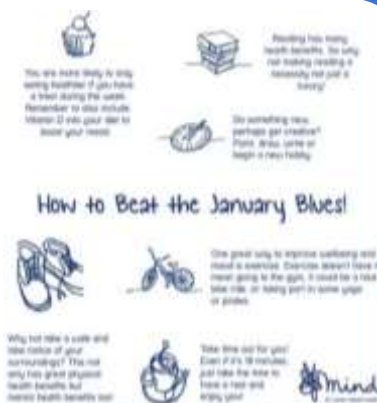 You are more likely to stay
eating healthier if you have
a treat during the week.
Remember to also include
Vitamin D into your diet to
boost your mood.
Reading has many
health benefits. So why
not making reading a
necessity not just a
luxury!
Do something new,
perhaps get creative?
Paint, draw, write or
begin a new hobby.
How to Beat the January Blues!
One great way to improve wellbeing and
mood is exercise. Exercise doesn't have
mean going to the gym, it could be a
bike ride, or taking part in some yoga
or pilates.
Why not take a walk and
take notice of your
surroundings? This not
only has great physical
health benefits but
mental health benefits too!
Take time out for you!
Even if it's 10 minutes,
just take the time to
have a rest and
enjoy you!
mind